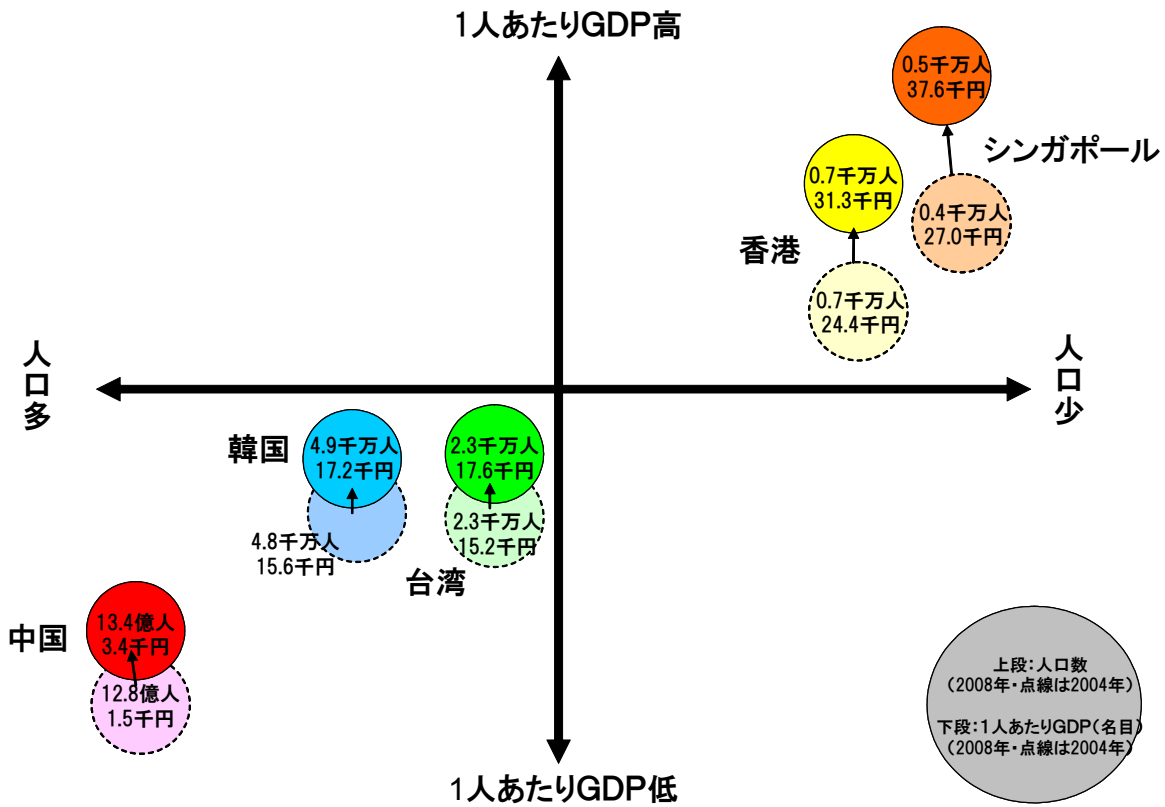 1人あたりGDP高
0.5千万人
37.6千円
シンガポール
0.7千万人
31.3千円
0.4千万人
27.0千円
香港
0.7千万人
24.4千円
人口多
人口少
韓国
4.9千万人
17.2千円
2.3千万人
17.6千円
4.8千万人
15.6千円
2.3千万人
15.2千円
台湾
中国
13.4億人
3.4千円
12.8億人
1.5千円
上段:人口数
(2008年・点線は2004年)
下段:1人あたりGDP(名目)
(2008年・点線は2004年)
1人あたりGDP低